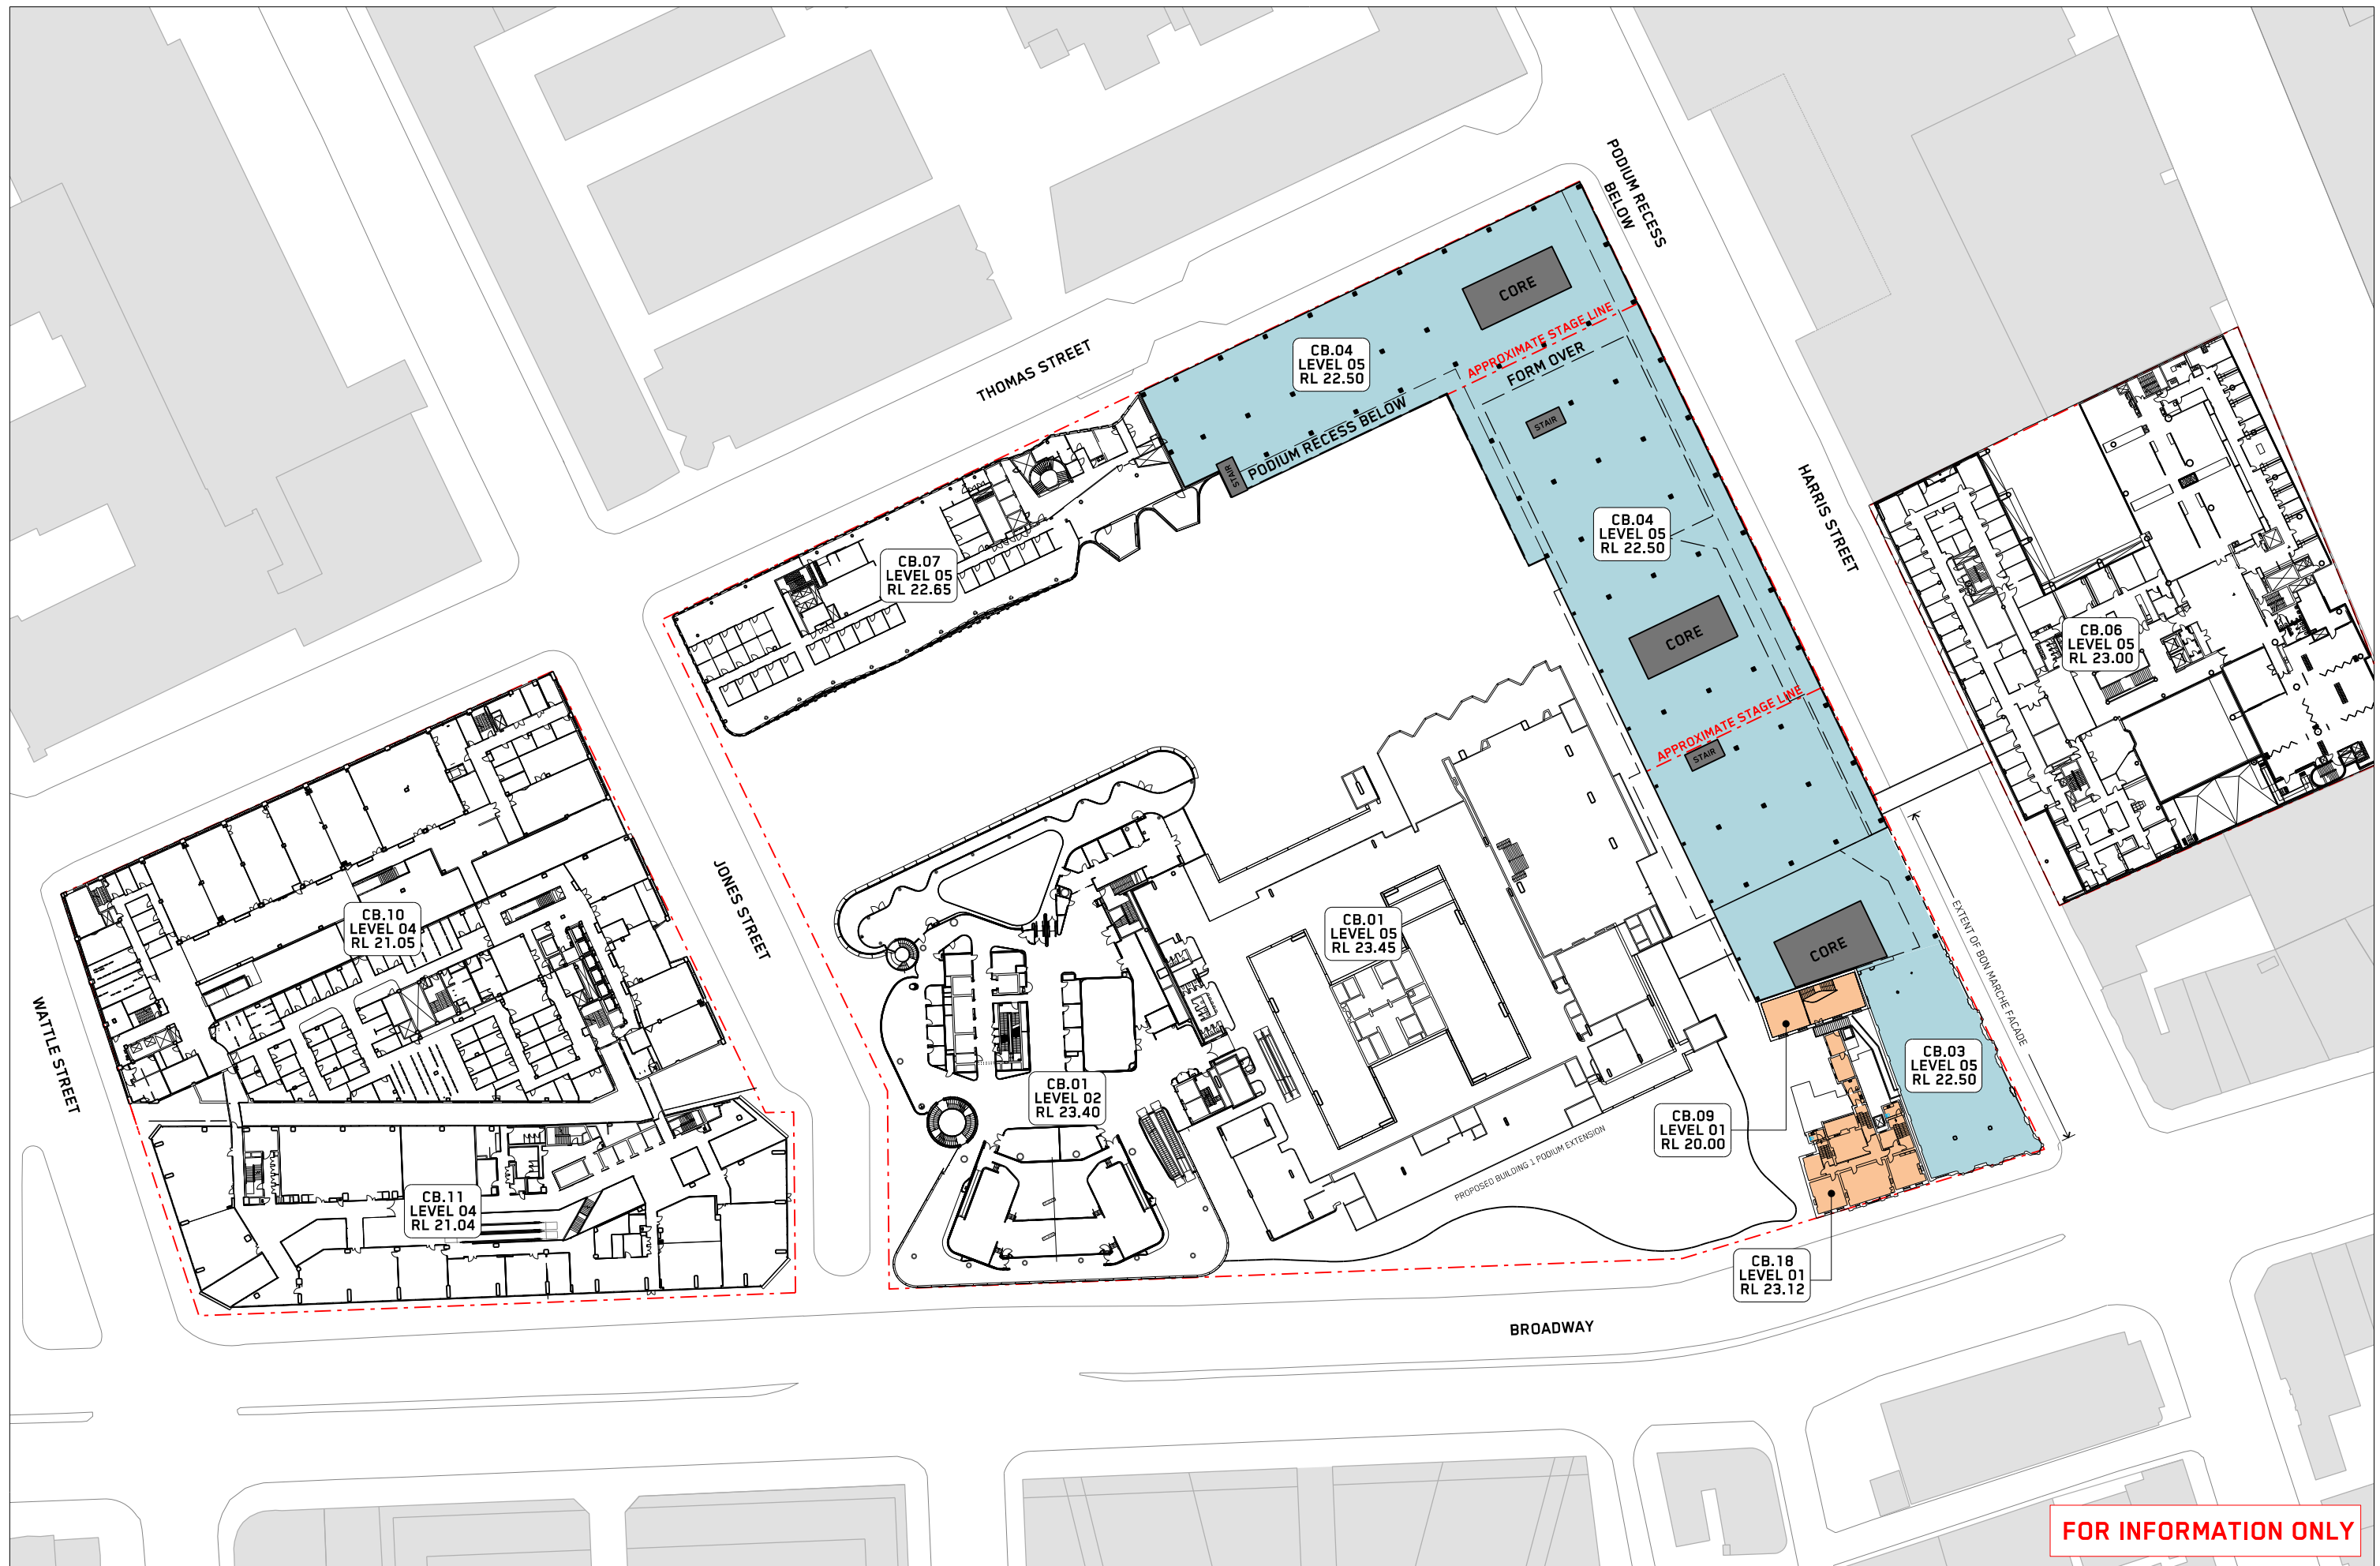 PODIUM RECESS
BELOW
CORE
APPROXIMATE STAGE LINE
FORM OVER
THOMAS STREET
CB.04
LEVEL 05
RL 22.50
STAIR
PODIUM RECESS BELOW
STAIR
HARRIS STREET
CB.04
LEVEL 05
RL 22.50
CB.07
LEVEL 05
RL 22.65
CORE
CB.06
LEVEL 05
RL 23.00
APPROXIMATE STAGE LINE
STAIR
JONES STREET
CB.10
LEVEL 04
RL 21.05
CB.01
LEVEL 05
RL 23.45
CORE
EXTENT OF BON MARCHE FACADE
WATTLE STREET
CB.03
LEVEL 05
RL 22.50
CB.01
LEVEL 02
RL 23.40
CB.09
LEVEL 01
RL 20.00
PROPOSED BUILDING 1 PODIUM EXTENSION
CB.11
LEVEL 04
RL 21.04
CB.18
LEVEL 01
RL 23.12
BROADWAY
FOR INFORMATION ONLY